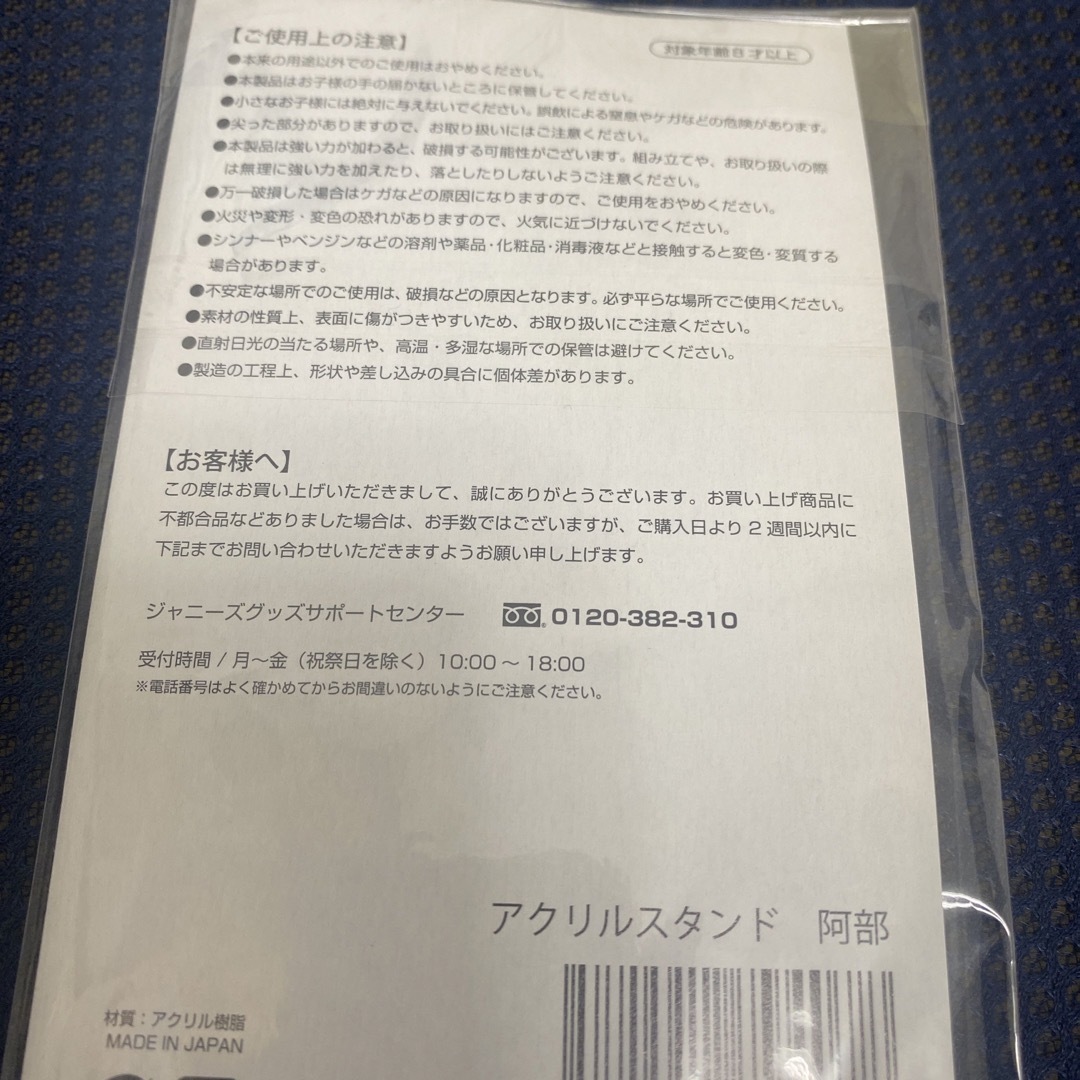 【ご使用上の注意】
対象年齢8才以上
●本来の用途以外でのご使用はおやめください。
●本製品はお子様の手の届かないところに保管してください。
●小さなお子様には絶対に与えないでください。誤飲による窒息やケガなどの危険があります。
●尖った部分がありますので、お取り扱いにはご注意ください。
●本製品は強い力が加わると、破損する可能性がございます。組み立てや、お取り扱いの際
は無理に強い力を加えたり、落としたりしないようご注意ください。
●万一破損した場合はケガなどの原因になりますので、ご使用をおやめください。
●火災や変形・変色の恐れがありますので、火気に近づけないでください。
●シンナーやベンジンなどの溶剤や薬品・化粧品・消毒液などと接触すると変色・変質する
場合があります。
●不安定な場所でのご使用は、破損などの原因となります。必ず平らな場所でご使用ください。
●素材の性質上、表面に傷がつきやすいため、お取り扱いにご注意ください。
●直射日光の当たる場所や、高温・多湿な場所での保管は避けてください。
●製造の工程上、形状や差し込みの具合に個体差があります。
【お客様へ】
この度はお買い上げいただきまして、誠にありがとうございます。お買い上げ商品に
不都合品などありました場合は、お手数ではございますが、ご購入日より2週間以内に
下記までお問い合わせいただきますようお願い申し上げます。
ジャニーズグッズサポートセンター 0120-382-310
受付時間 / 月～金（祝祭日を除く）10:00～18:00
※電話番号はよく確かめてからお間違いのないようにご注意ください。
アクリルスタンド 阿部
材質：アクリル樹脂
MADE IN JAPAN